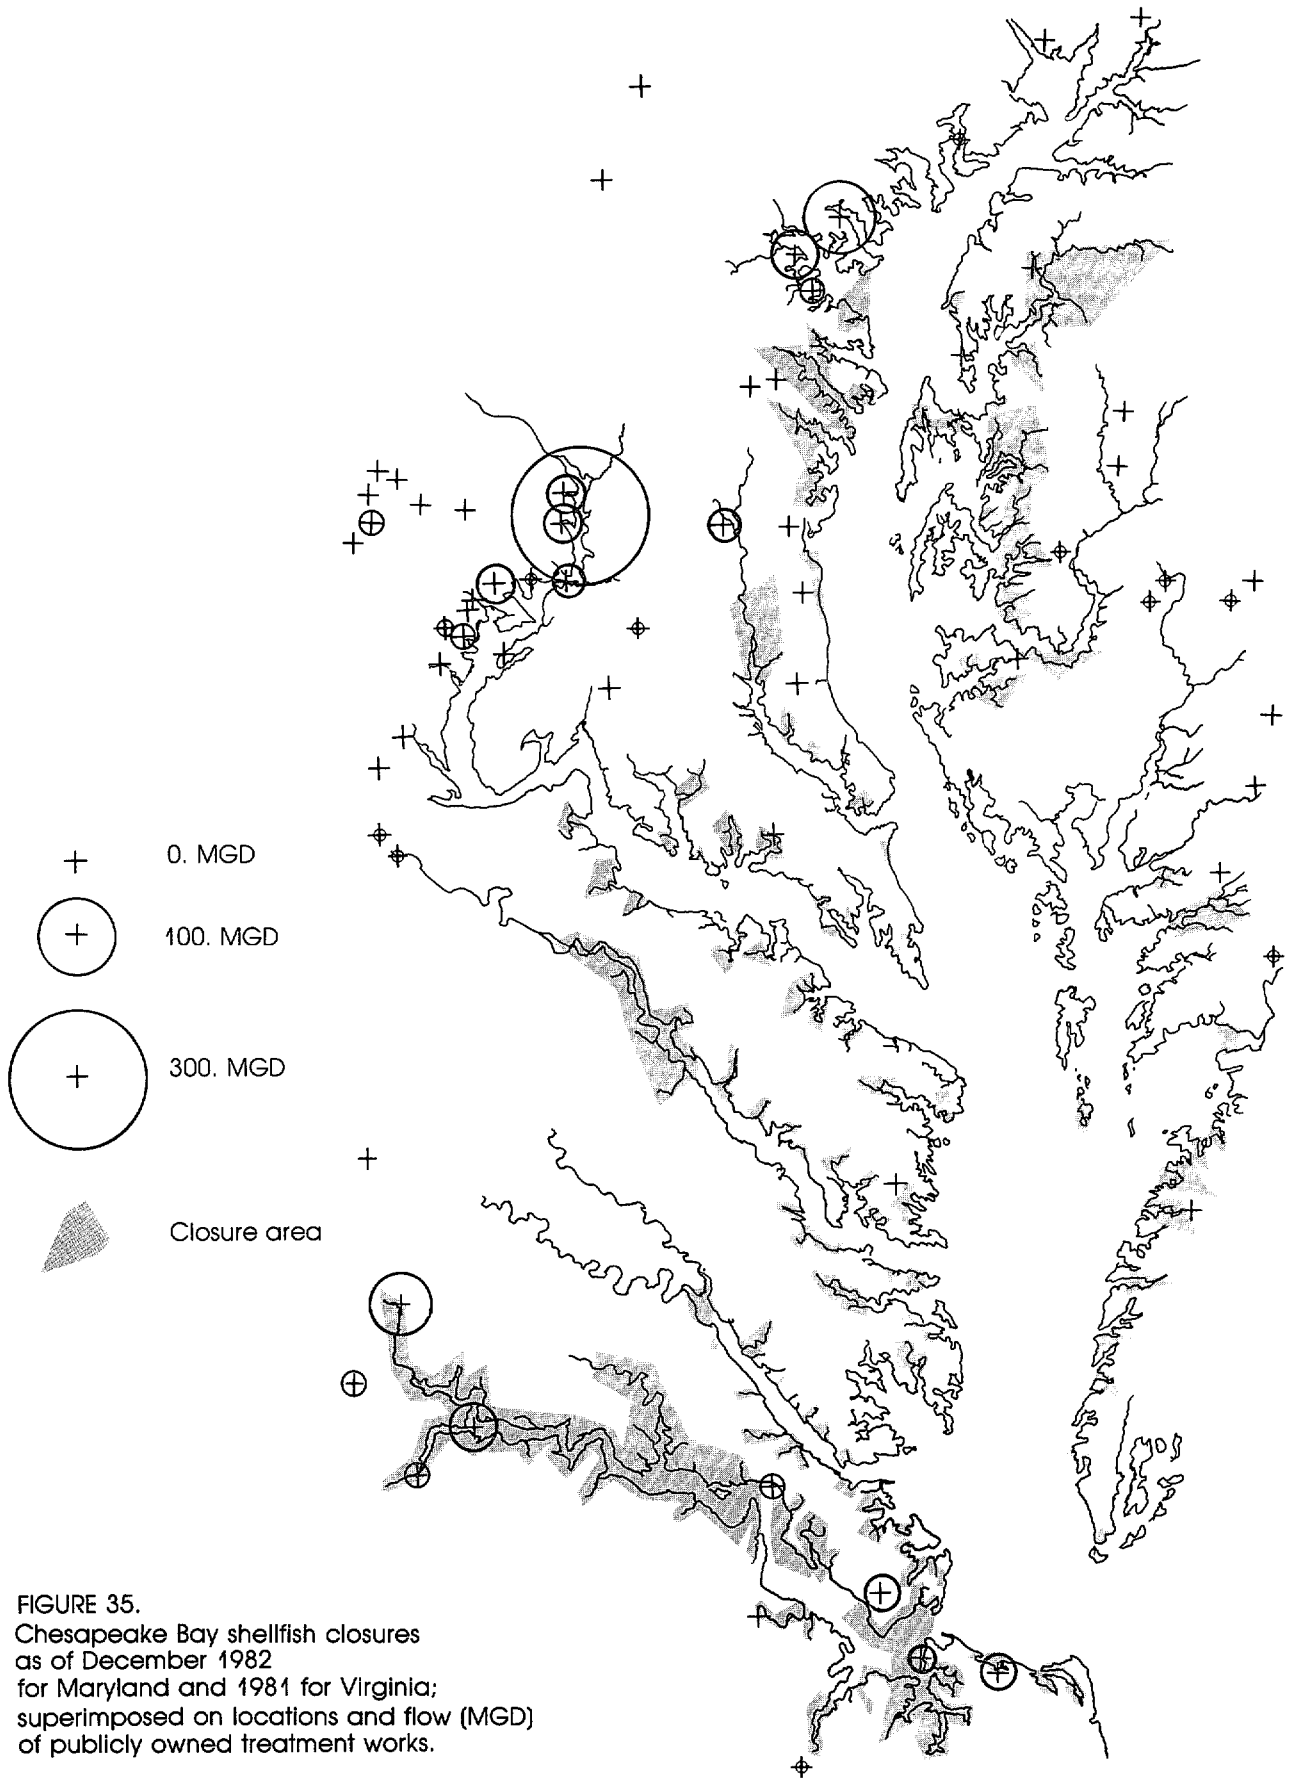 0. MGD
100. MGD
300. MGD
Closure area
FIGURE 35.
Chesapeake Bay shellfish closures
as of December 1982
for Maryland and 1981 for Virginia;
superimposed on locations and flow (MGD)
of publicly owned treatment works.